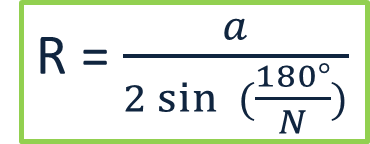 R = a / (2 sin (180° / N))